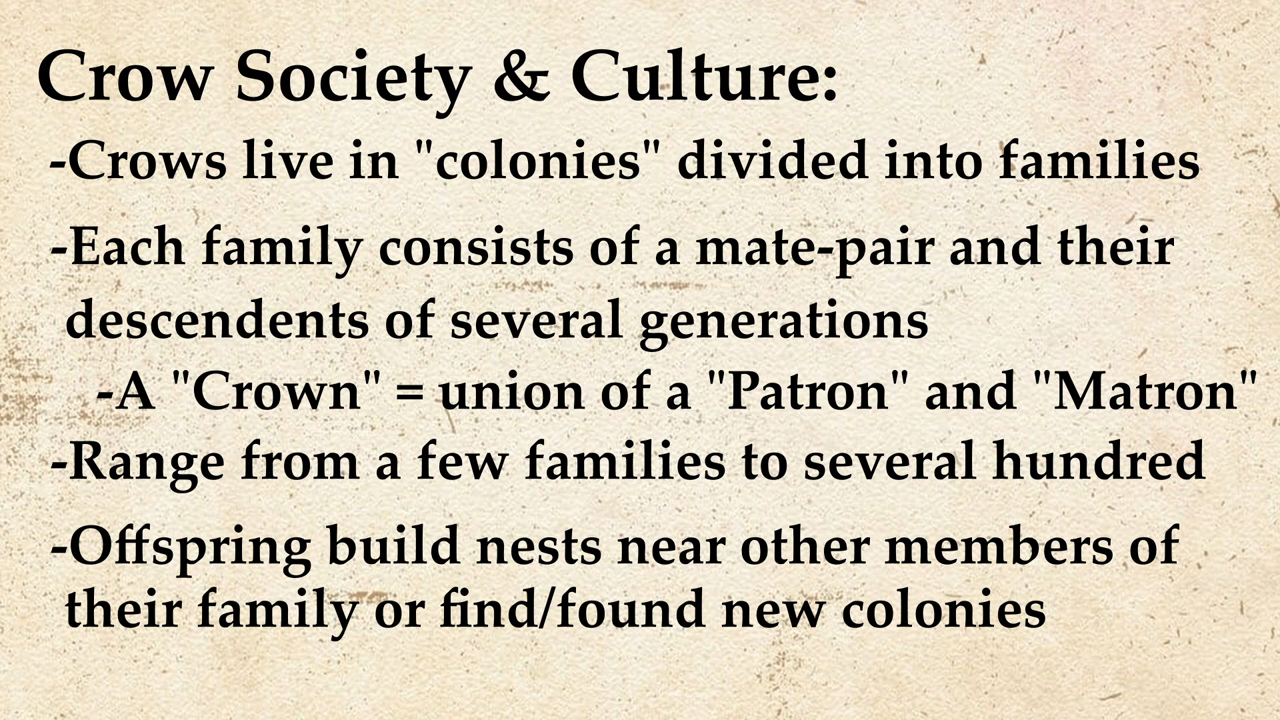 Crow Society & Culture:
-Crows live in "colonies" divided into families
-Each family consists of a mate-pair and their
descendents of several generations
-A "Crown" = union of a "Patron" and "Matron"
-Range from a few families to several hundred
-Offspring build nests near other members of
their family or find/found new colonies